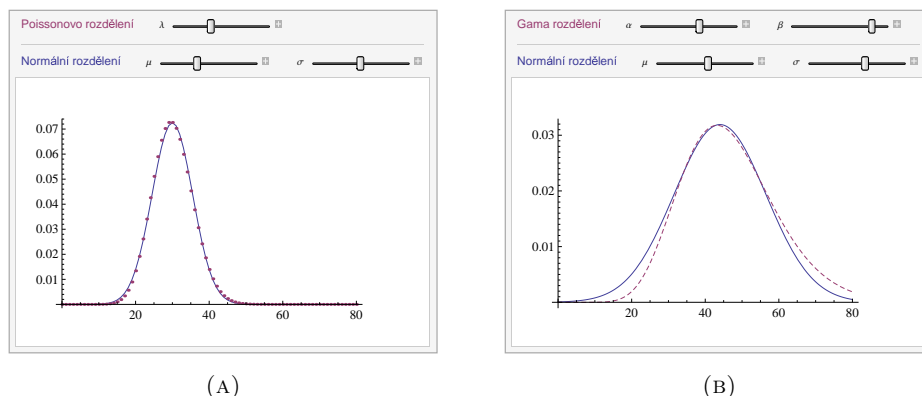 Poissonovo rozdělení λ
Normální rozdělení μ σ
0.07
0.06
0.05
0.04
0.03
0.02
0.01
20 40 60 80
(A)
Gama rozdělení α β
Normální rozdělení μ σ
0.03
0.02
0.01
20 40 60 80
(B)